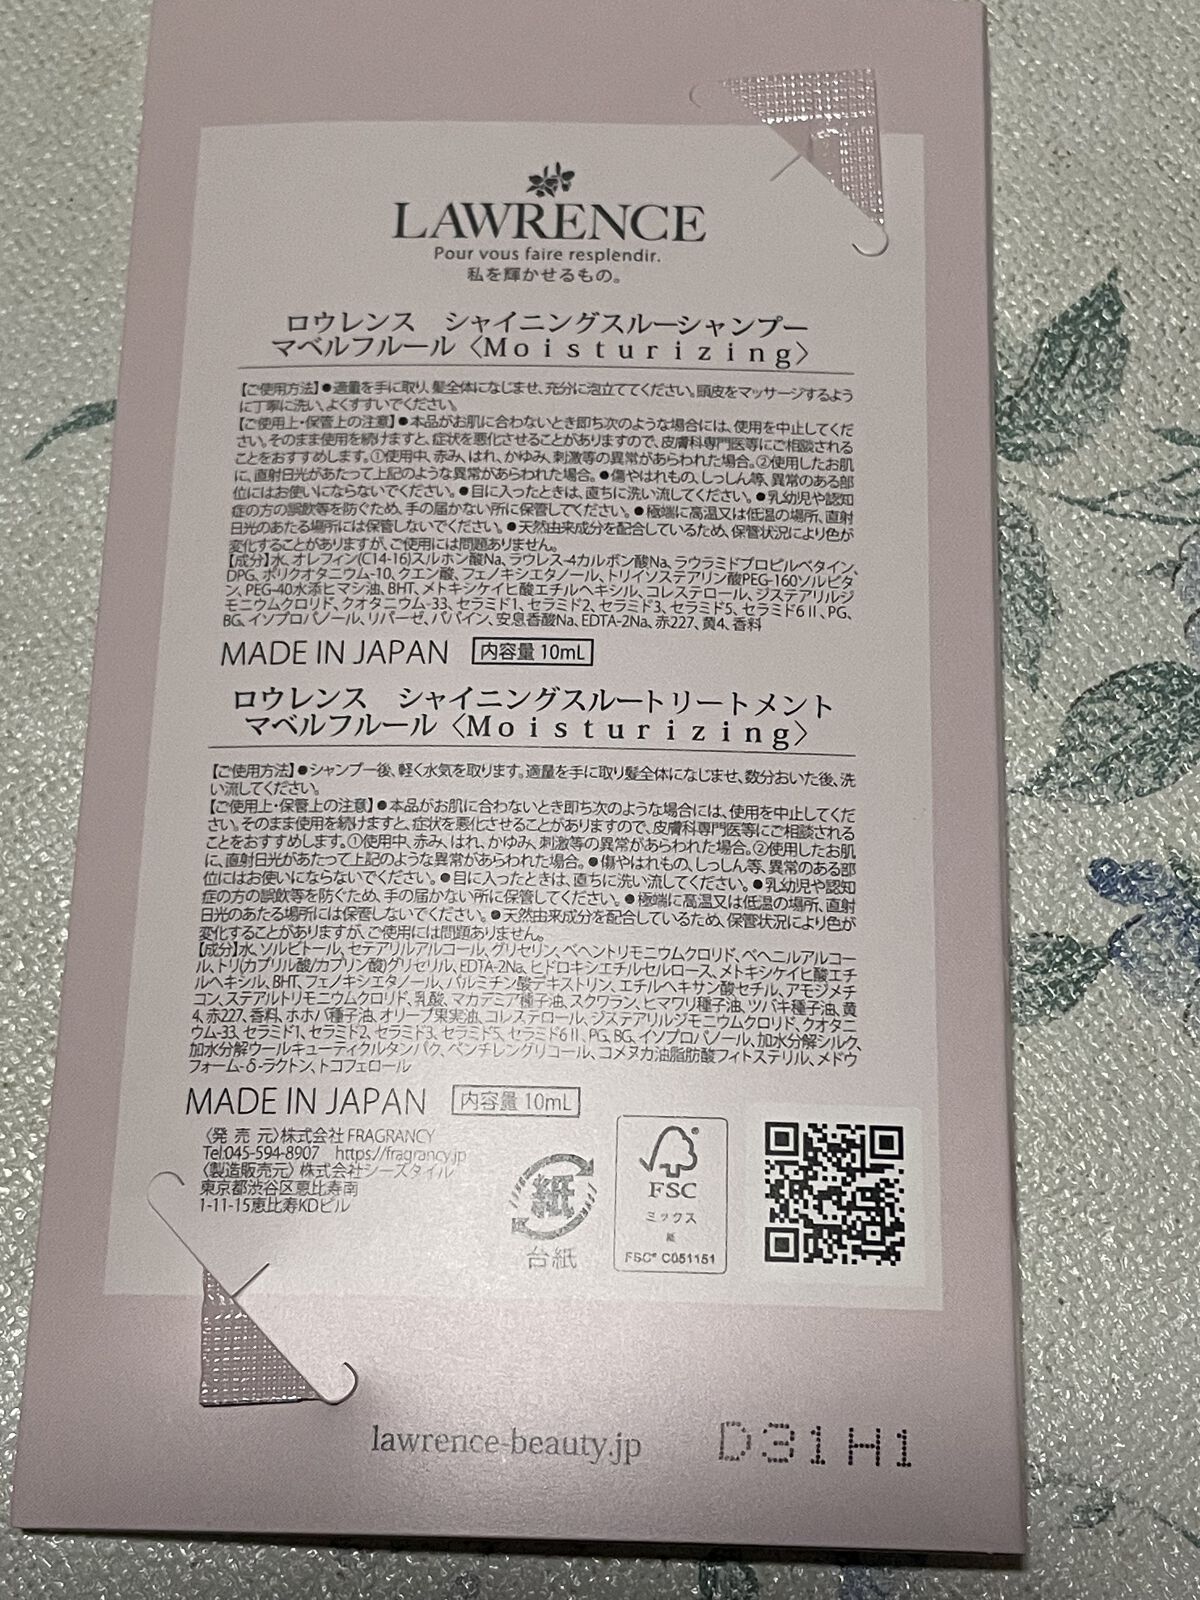 LAWRENCE
Pour vous faire resplendir.
私を輝かせるもの。
ロウレンス シャイニングスルーシャンプー
マベルフルール〈Moisturizing〉
【ご使用方法】●適量を手に取り、髪全体になじませ、充分に泡立ててください。頭皮をマッサージするよう
に丁寧に洗い、よくすすいでください。
【ご使用上・保管上の注意】●本品がお肌に合わないとき即ち次のような場合には、使用を中止してくだ
さい。そのまま使用を続けますと、症状を悪化させることがありますので、皮膚科専門医等にご相談される
ことをおすすめします。①使用中、赤み、はれ、かゆみ、刺激等の異常があらわれた場合。②使用したお肌
に、直射日光があたって上記のような異常があらわれた場合。●傷やはれもの、しっしん等、異常のある部
位にはお使いにならないでください。●目に入ったときは、直ちに洗い流してください。●乳幼児や認知
症の方の誤飲等を防ぐため、手の届かない所に保管してください。●極端に高温又は低温の場所、直射
日光のあたる場所には保管しないでください。●天然由来成分を配合しているため、保管状況により色が
変化することがありますが、ご使用には問題ありません。
【成分】水、オレフィン(C14-16)スルホン酸Na、ラウレス-4カルボン酸Na、ラウラミドプロピルベタイン、
DPG、ポリクオタニウム-10、クエン酸、フェノキシエタノール、トリイソステアリン酸PEG-160ソルビタ
ン、PEG-40水添ヒマシ油、BHT、メトキシケイヒ酸エチルヘキシル、コレステロール、ジステアリルジ
モニウムクロリド、クオタニウム-33、セラミド1、セラミド2、セラミド3、セラミド5、セラミド6Ⅱ、PG、
BG、イソプロパノール、リパーゼ、パパイン、安息香酸Na、EDTA-2Na、赤227、黄4、香料
MADE IN JAPAN 内容量 10mL
ロウレンス シャイニングスルートリートメント
マベルフルール〈Moisturizing〉
【ご使用方法】●シャンプー後、軽く水気を取ります。適量を手に取り髪全体になじませ、数分おいた後、洗
い流してください。
【ご使用上・保管上の注意】●本品がお肌に合わないとき即ち次のような場合には、使用を中止してくだ
さい。そのまま使用を続けますと、症状を悪化させることがありますので、皮膚科専門医等にご相談される
ことをおすすめします。①使用中、赤み、はれ、かゆみ、刺激等の異常があらわれた場合。②使用したお肌
に、直射日光があたって上記のような異常があらわれた場合。●傷やはれもの、しっしん等、異常のある部
位にはお使いにならないでください。●目に入ったときは、直ちに洗い流してください。●乳幼児や認知
症の方の誤飲等を防ぐため、手の届かない所に保管してください。●極端に高温又は低温の場所、直射
日光のあたる場所には保管しないでください。●天然由来成分を配合しているため、保管状況により色が
変化することがありますが、ご使用には問題ありません。
【成分】水、ソルビトール、セテアリルアルコール、グリセリン、ベヘントリモニウムクロリド、ベヘニルアルコー
ル、トリ(カプリル酸/カプリン酸)グリセリル、EDTA-2Na、ヒドロキシエチルセルロース、メトキシケイヒ酸エチ
ルヘキシル、BHT、フェノキシエタノール、パルミチン酸デキストリン、エチルヘキサン酸セチル、アモジメチ
コン、ステアルトリモニウムクロリド、乳酸、マカデミア種子油、スクワラン、ヒマワリ種子油、ツバキ種子油、黄
4、赤227、香料、ホホバ種子油、オリーブ果実油、コレステロール、ジステアリルジモニウムクロリド、クオタニ
ウム-33、セラミド1、セラミド2、セラミド3、セラミド5、セラミド6Ⅱ、PG、BG、イソプロパノール、加水分解シルク、
加水分解ウールキューティクルタンパク、ペンチレングリコール、コメヌカ油脂肪酸フィトステリル、メドウ
フォーム-δ-ラクトン、トコフェロール
MADE IN JAPAN 内容量 10mL
〈発 売 元〉株式会社 FRAGRANCY
Tel:045-594-8907 https://fragrancy.jp
〈製造販売元〉 株式会社シーズタイル
東京都渋谷区恵比寿南
1-11-15恵比寿KDビル
紙
台紙
FSC
ミックス
紙
FSC® C051151
lawrence-beauty.jp
D31H1